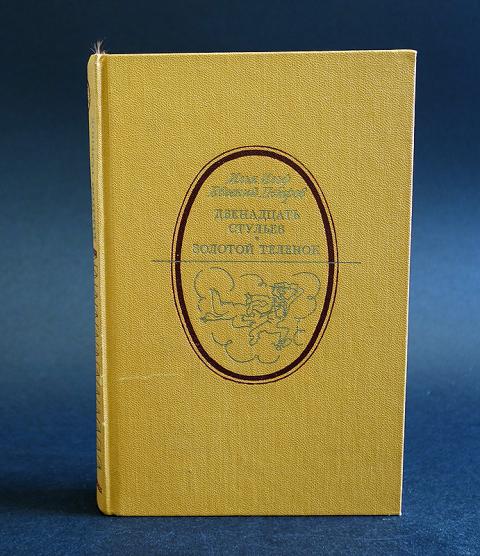 Илья Ильф
Евгений Петров
ДВЕНАДЦАТЬ
СТУЛЬЕВ
ЗОЛОТОЙ ТЕЛЕНОК